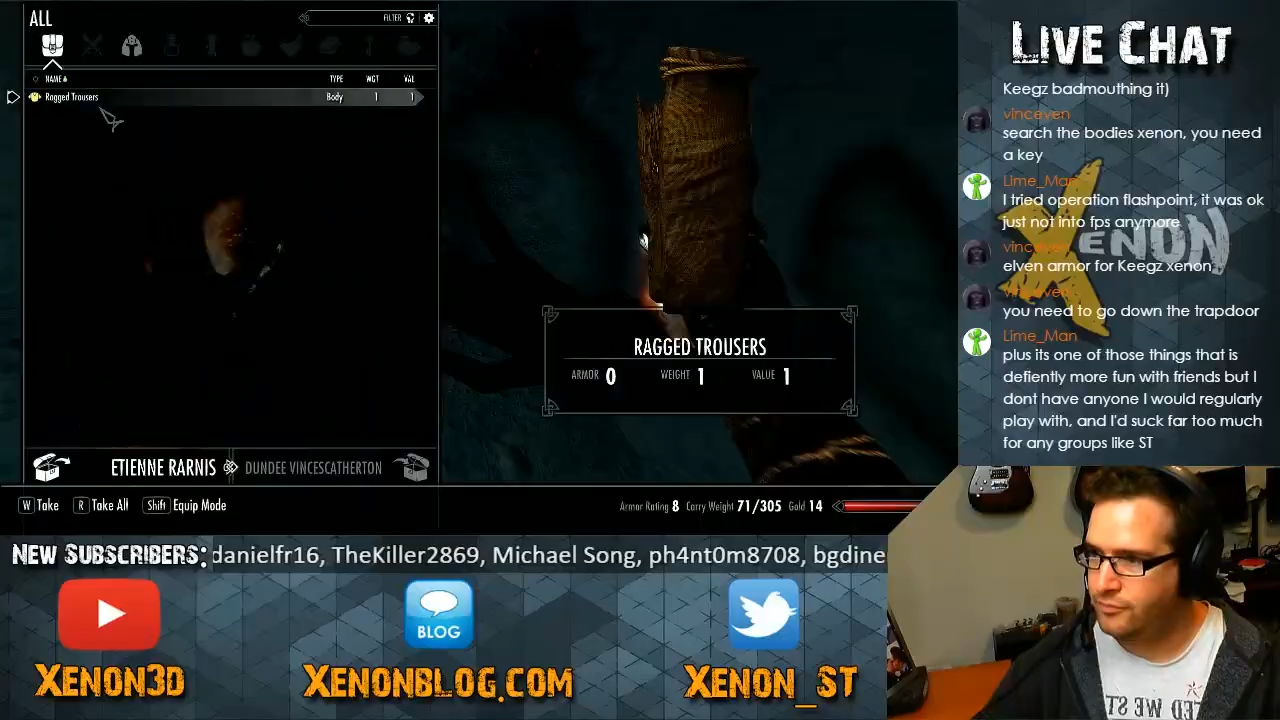 ALL
FILTER
NAME TYPE WGT VAL
Ragged Trousers Body 1 1
RAGGED TROUSERS
ARMOR 0 WEIGHT 1 VALUE 1
ETIENNE RARNIS DUNDEE VINCESCATHERTON
W Take R Take All Shift Equip Mode
Armor Rating 8 Carry Weight 71/305 Gold 14
LIVE CHAT
Keegz badmouthing it)
vinceven
search the bodies xenon, you need
a key
Lime_Man
I tried operation flashpoint, it was ok
just not into fps anymore
vinceven
elven armor for Keegz xenon
vinceven
you need to go down the trapdoor
Lime_Man
plus its one of those things that is
defiently more fun with friends but I
dont have anyone I would regularly
play with, and I'd suck far too much
for any groups like ST
XENON
NEW SUBSCRIBERS: danielfr16, TheKiller2869, Michael Song, ph4nt0m8708, bgdine
BLOG
XENON3D
XENONBLOG.COM
XENON_ST